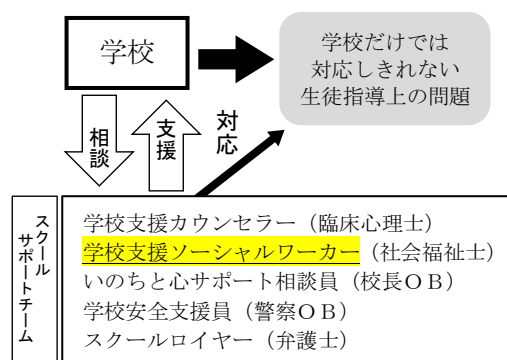 学校
学校だけでは
対応しきれない
生徒指導上の問題
相談
支援
対応
スクール
サポートチーム
学校支援カウンセラー（臨床心理士）
学校支援ソーシャルワーカー（社会福祉士）
いのちと心サポート相談員（校長ＯＢ）
学校安全支援員（警察ＯＢ）
スクールロイヤー（弁護士）